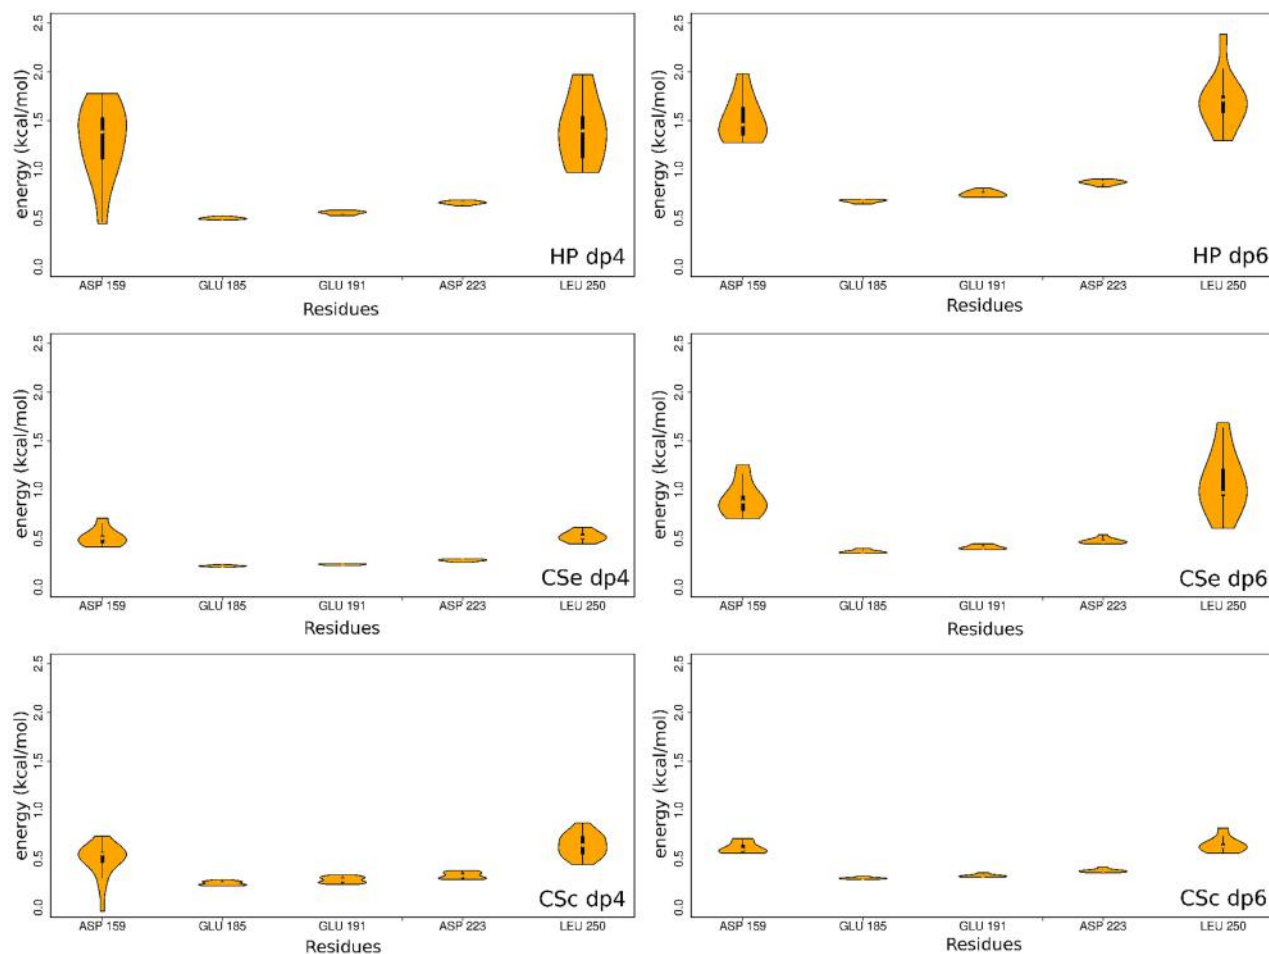 energy (kcal/mol)
2.5
2.0
1.5
1.0
0.5
0.0
HP dp4
ASP 159 GLU 185 GLU 191 ASP 223 LEU 250
Residues
energy (kcal/mol)
2.5
2.0
1.5
1.0
0.5
0.0
HP dp6
ASP 159 GLU 185 GLU 191 ASP 223 LEU 250
Residues
energy (kcal/mol)
2.5
2.0
1.5
1.0
0.5
0.0
CSe dp4
ASP 159 GLU 185 GLU 191 ASP 223 LEU 250
Residues
energy (kcal/mol)
2.5
2.0
1.5
1.0
0.5
0.0
CSe dp6
ASP 159 GLU 185 GLU 191 ASP 223 LEU 250
Residues
energy (kcal/mol)
2.5
2.0
1.5
1.0
0.5
0.0
CSc dp4
ASP 159 GLU 185 GLU 191 ASP 223 LEU 250
Residues
energy (kcal/mol)
2.5
2.0
1.5
1.0
0.5
0.0
CSc dp6
ASP 159 GLU 185 GLU 191 ASP 223 LEU 250
Residues